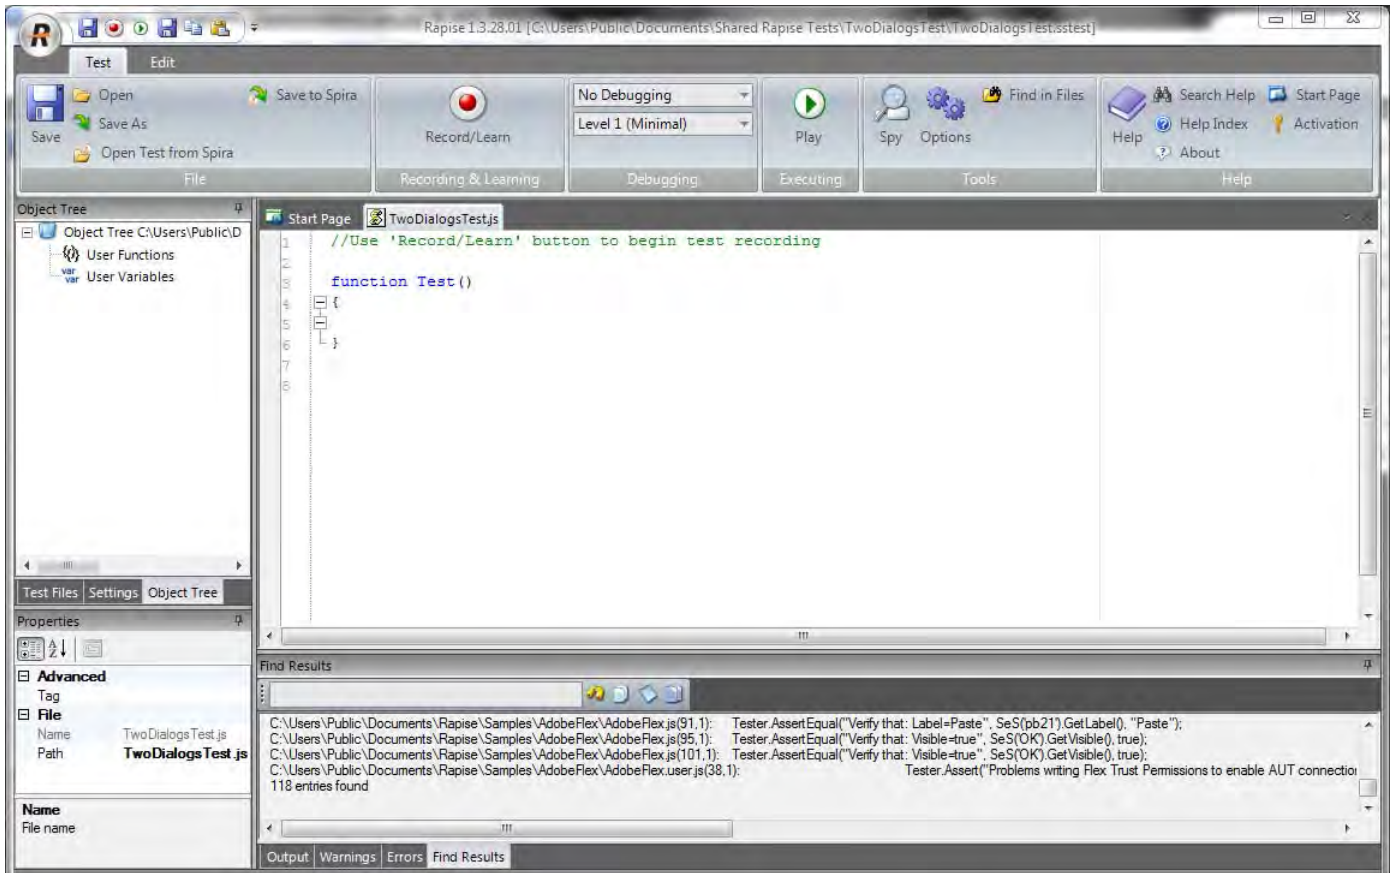 Rapise 1.3.28.01 [C:\Users\Public\Documents\Shared Rapise Tests\TwoDialogsTest\TwoDialogsTest.sstest]
Test Edit
Save
Open
Save As
Open Test from Spira
Save to Spira
File
Record/Learn
Recording & Learning
No Debugging
Level 1 (Minimal)
Debugging
Play
Executing
Spy
Options
Find in Files
Tools
Help
Search Help
Help Index
About
Start Page
Activation
Help
Object Tree
Object Tree C:\Users\Public\D
User Functions
var var User Variables
Test Files Settings Object Tree
Properties
Advanced
Tag
File
Name TwoDialogsTest.js
Path TwoDialogsTest.js
Name
File name
Start Page TwoDialogsTest.js
1 //Use 'Record/Learn' button to begin test recording
2
3 function Test()
4 {
5
6 }
7
8
Find Results
C:\Users\Public\Documents\Rapise\Samples\AdobeFlex\AdobeFlex.js(91,1): Tester.AssertEqual("Verify that: Label=Paste", SeS('pb21').GetLabel(), "Paste");
C:\Users\Public\Documents\Rapise\Samples\AdobeFlex\AdobeFlex.js(95,1): Tester.AssertEqual("Verify that: Visible=true", SeS('OK').GetVisible(), true);
C:\Users\Public\Documents\Rapise\Samples\AdobeFlex\AdobeFlex.js(101,1): Tester.AssertEqual("Verify that: Visible=true", SeS('OK').GetVisible(), true);
C:\Users\Public\Documents\Rapise\Samples\AdobeFlex\AdobeFlex.user.js(38,1): Tester.Assert("Problems writing Flex Trust Permissions to enable AUT connection
118 entries found
Output Warnings Errors Find Results